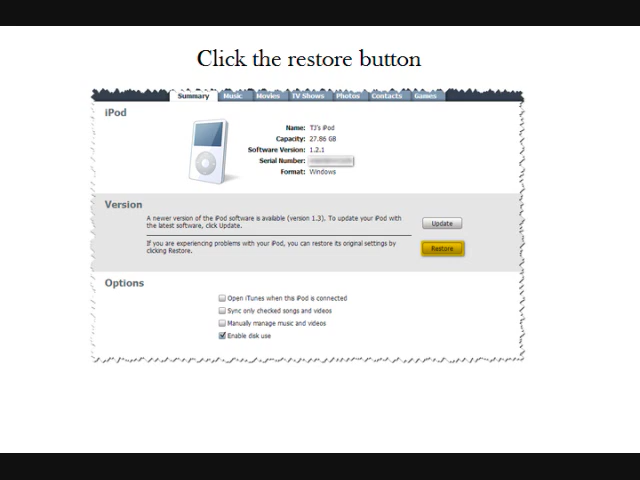 Click the restore button
Summary Music Movies TV Shows Photos Contacts Games
iPod
Name: TJ's iPod
Capacity: 27.86 GB
Software Version: 1.2.1
Serial Number:
Format: Windows
Version
A newer version of the iPod software is available (version 1.3). To update your iPod with
the latest software, click Update.
Update
If you are experiencing problems with your iPod, you can restore its original settings by
clicking Restore.
Restore
Options
Open iTunes when this iPod is connected
Sync only checked songs and videos
Manually manage music and videos
Enable disk use